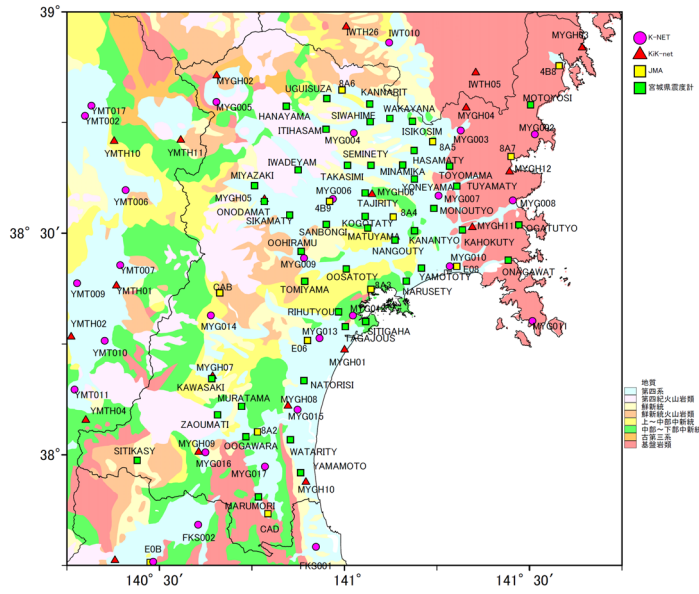 39°
38° 30'
38°
140° 30'
141°
141° 30'
K-NET
KiK-net
JMA
宮城県震度計
地質
第四系
第四紀火山岩類
鮮新統
鮮新統火山岩類
上～中部中新統
中部～下部中新統
古第三系
基盤岩類
IWTH26
IWT010
MYGH03
4B8
MYGH02
8A6
IWTH05
UGUISUZA
KANNARIT
MOTOYOSI
YMT017
MYG005
HANAYAMA
SIWAHIME
WAKAYANA
MYGH04
YMT002
ITIHASAM
MYG004
ISIKOSIM
MYG003
MYG002
YMTH10
YMTH11
8A5
8A7
SEMINETY
HASAMATY
IWADEYAM
MINAMIKA
TOYOMAMA
MYGH12
MIYAZAKI
TAKASIMI
YONEYAMA
TUYAMATY
YMT006
MYGH05
MYG006
MYGH06
MYG007
MYG008
ONODAMAT
4B9
TAJIRITY
SIKAMATY
8A4
MONOUTYO
KOGOTATY
MYGH11
OGATUTYO
SANBONGI
MATUYAMA
KANANTYO
KAHOKUTY
OOHIRAMU
NANGOUTY
MYG010
YMT007
MYG009
E08
ONAGAWAT
OOSATOTY
YAMOTOTY
YMT009
YMTH01
CAB
TOMIYAMA
8A3
NARUSETY
RIHUTYOU
MYG012
YMTH02
MYG014
SITIGAHA
MYG011
MYG013
TAGAJOUS
YMT010
E06
MYGH01
MYGH07
KAWASAKI
NATORISI
YMT011
MURATAMA
MYGH08
YMTH04
ZAOUMATI
MYG015
8A2
MYGH09
OOGAWARA
WATARITY
SITIKASY
MYG016
MYG017
YAMAMOTO
MYGH10
MARUMORI
CAD
FKS002
E0B
FKS001